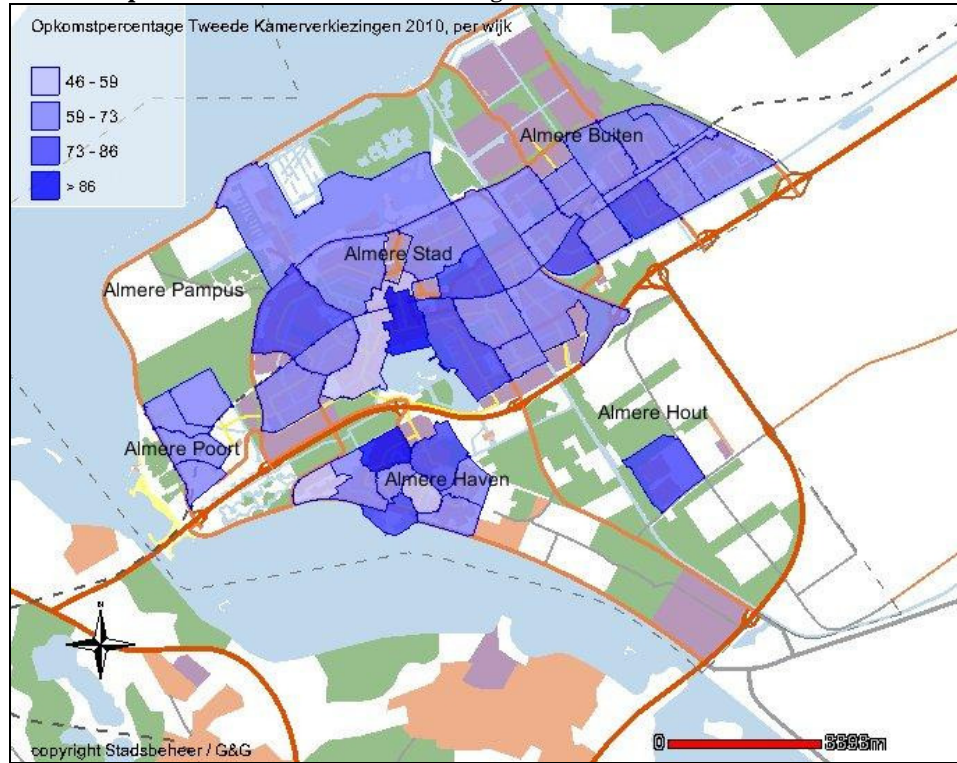 Opkomstpercentage Tweede Kamerverkiezingen 2010, per wijk
46 - 59
59 - 73
73 - 86
> 86
Almere Buiten
Almere Stad
Almere Pampus
Almere Hout
Almere Poort
Almere Haven
N
copyright Stadsbeheer / G&G
0